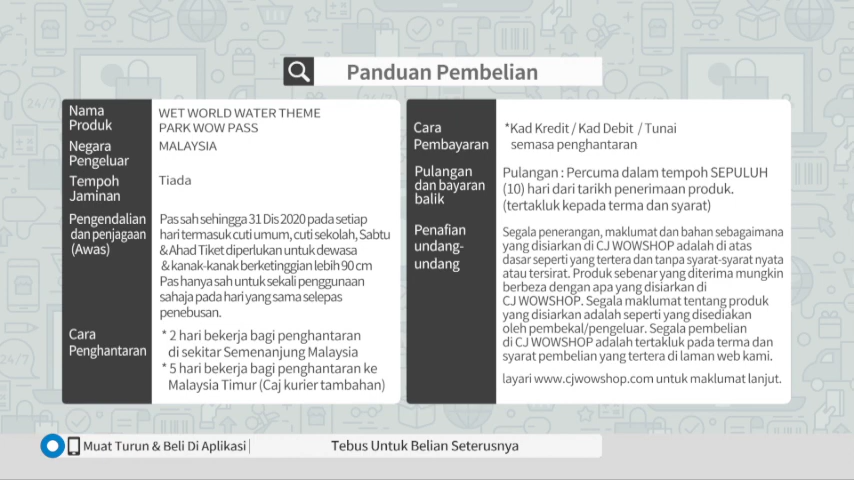 Panduan Pembelian
Nama
Produk
WET WORLD WATER THEME
PARK WOW PASS
Negara
Pengeluar
MALAYSIA
Tempoh
Jaminan
Tiada
Pengendalian
dan penjagaan
(Awas)
Pas sah sehingga 31 Dis 2020 pada setiap
hari termasuk cuti umum, cuti sekolah, Sabtu
& Ahad Tiket diperlukan untuk dewasa
& kanak-kanak berketinggian lebih 90 cm
Pas hanya sah untuk sekali penggunaan
sahaja pada hari yang sama selepas
penebusan.
Cara
Penghantaran
* 2 hari bekerja bagi penghanturan
di sekitar Semenanjung Malaysia
* 5 hari bekerja bagi penghantaran ke
Malaysia Timur (Caj kurier tambahan)
Cara
Pembayaran
*Kad Kredit / Kad Debit / Tunai
semasa penghantaran
Pulangan
dan bayaran
balik
Pulangan : Percuma dalam tempoh SEPULUH
(10) hari dari tarikh penerimaan produk.
(tertakluk kepada terma dan syarat)
Penafian
undang-
undang
Segala penerangan, maklumat dan bahan sebagaimana
yang disiarkan di CJ WOWSHOP adalah di atas
dasar seperti yang tertera dan tanpa syarat-syarat nyata
atau tersirat. Produk sebenar yang diterima mungkin
berbeza dengan apa yang disiarkan di
CJ WOWSHOP. Segala maklumat tentang produk
yang disiarkan adalah seperti yang disediakan
oleh pembekal/pengeluar. Segala pembelian
di CJ WOWSHOP adalah tertakluk pada terma dan
syarat pembelian yang tertera di laman web kami.
layari www.cjwowshop.com untuk maklumat lanjut.
Muat Turun & Beli Di Aplikasi
Tebus Untuk Belian Seterusnya